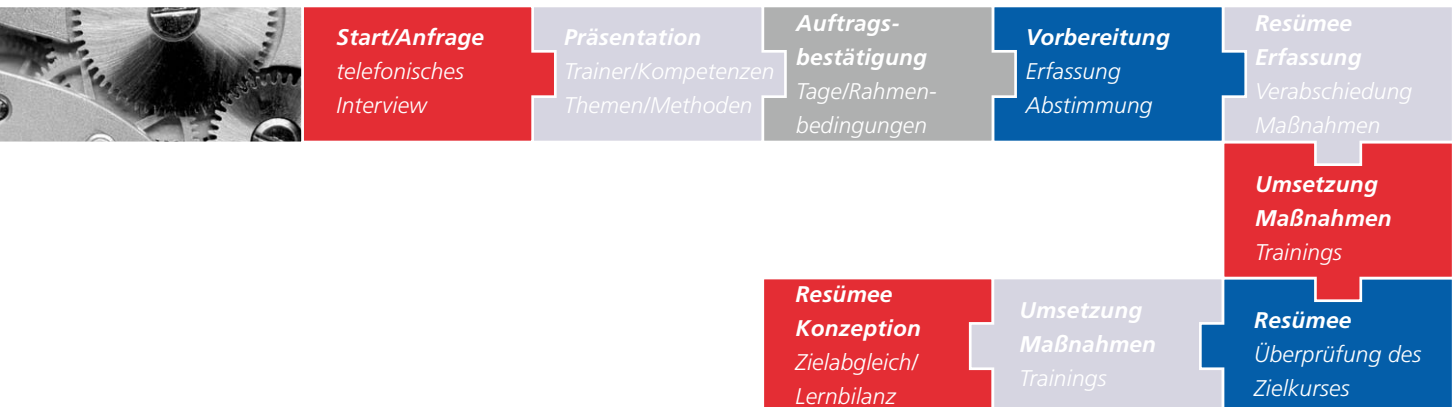 Start/Anfrage
telefonisches
Interview
Präsentation
Trainer/Kompetenzen
Themen/Methoden
Auftrags-
bestätigung
Tage/Rahmen-
bedingungen
Vorbereitung
Erfassung
Abstimmung
Resümee
Erfassung
Verabschiedung
Maßnahmen
Umsetzung
Maßnahmen
Trainings
Resümee
Überprüfung des
Zielkurses
Umsetzung
Maßnahmen
Trainings
Resümee
Konzeption
Zielabgleich/
Lernbilanz